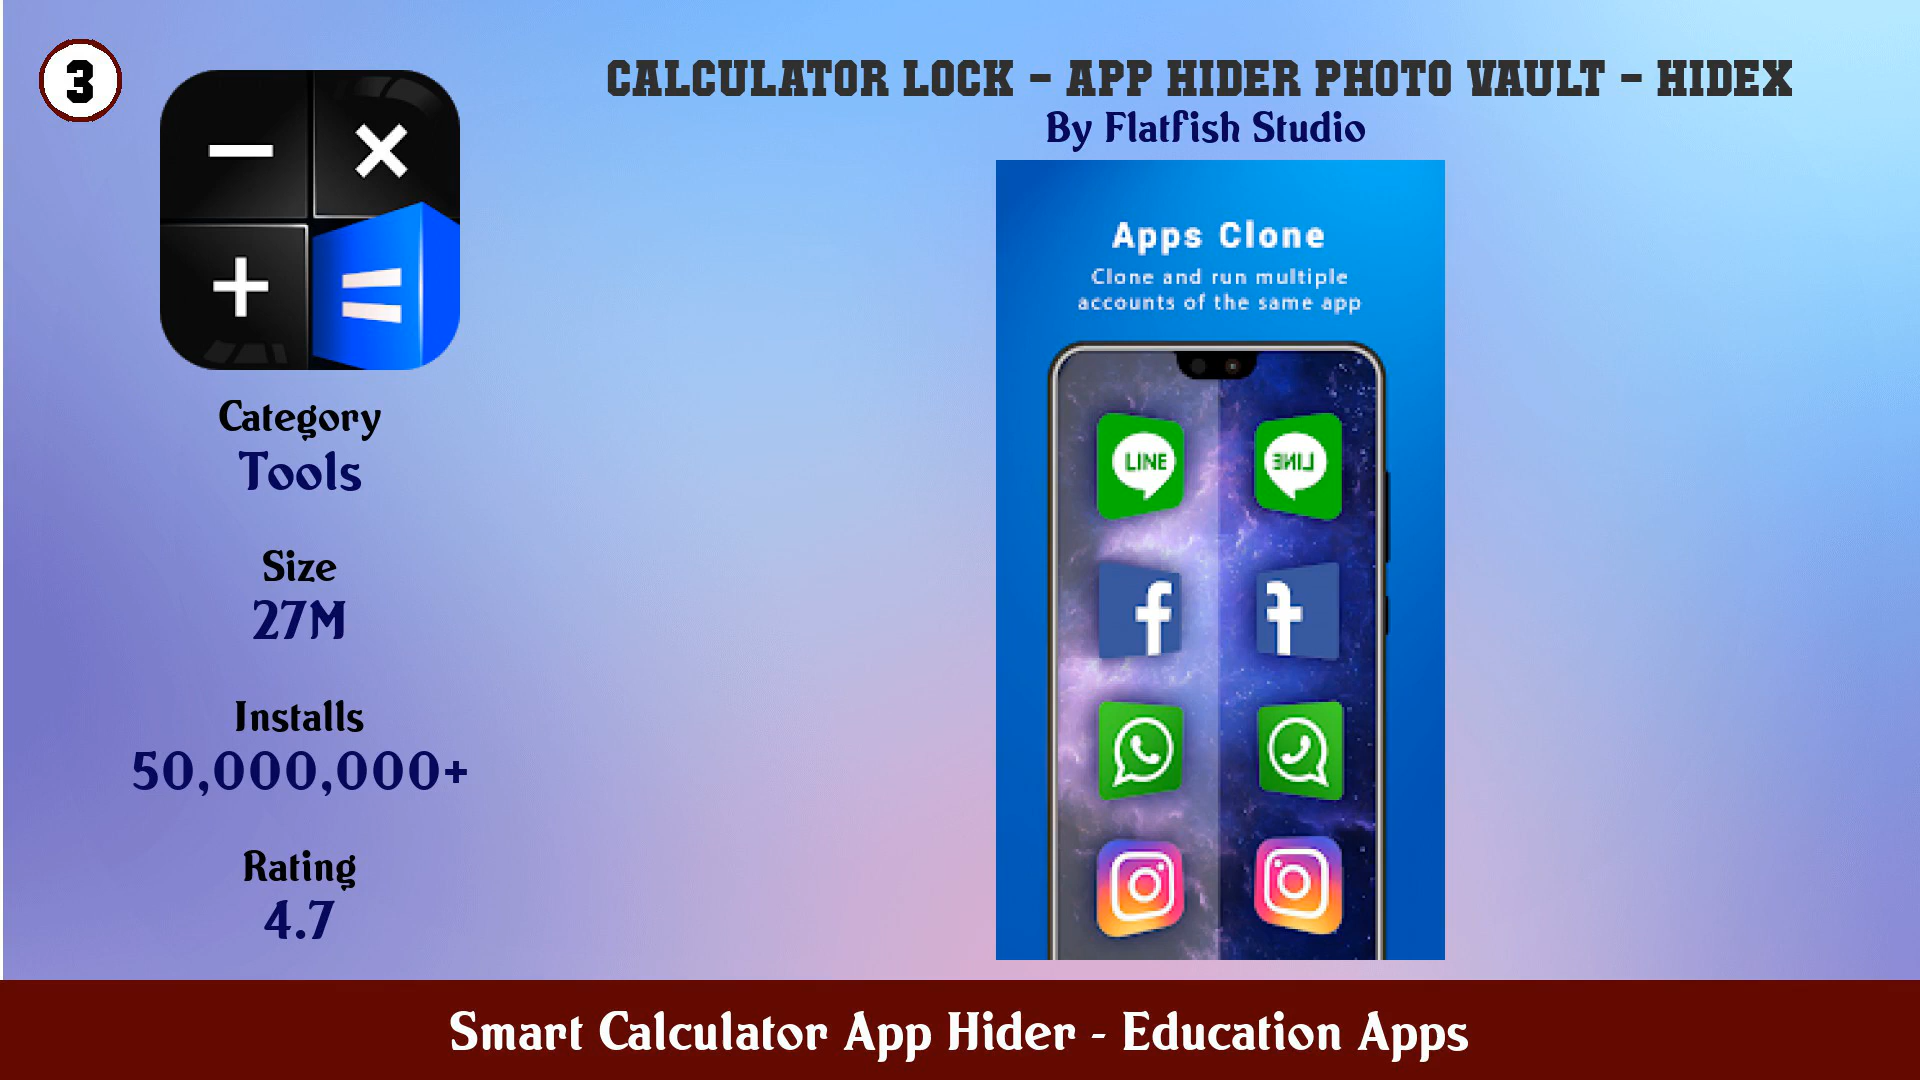 3
CALCULATOR LOCK - APP HIDER PHOTO VAULT - HIDEX
By Flatfish Studio
Category
Tools
Size
27M
Installs
50,000,000+
Rating
4.7
Apps Clone
Clone and run multiple
accounts of the same app
LINE
LINE
Smart Calculator App Hider - Education Apps